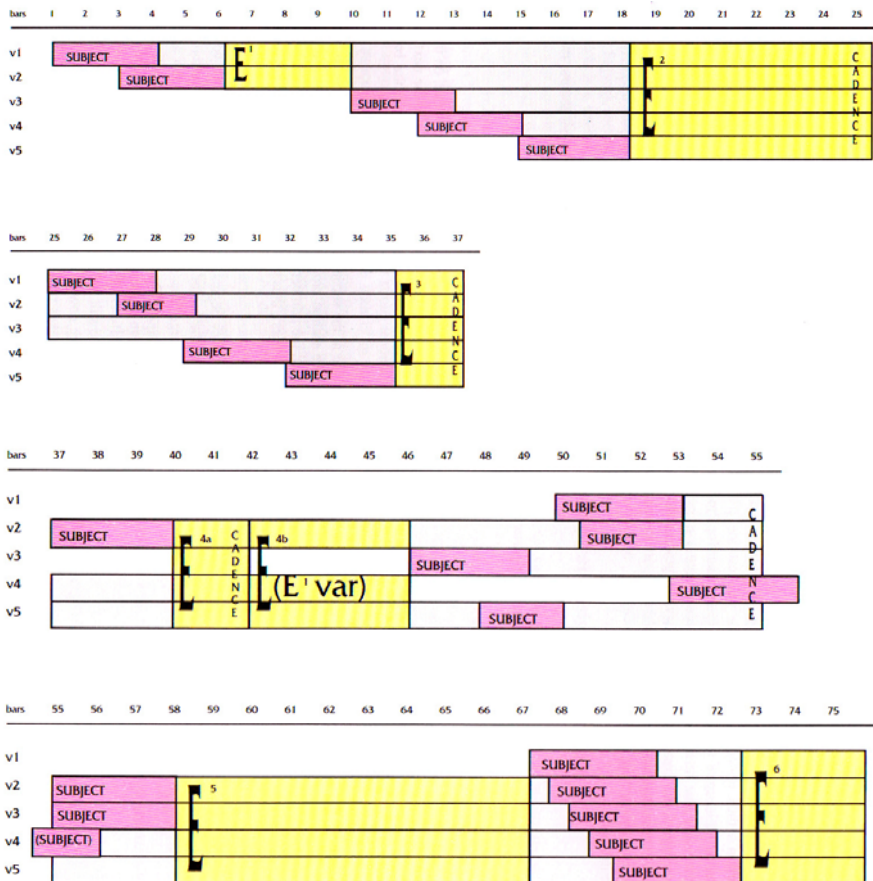 bars 1 2 3 4 5 6 7 8 9 10 11 12 13 14 15 16 17 18 19 20 21 22 23 24 25
v1 SUBJECT E 1 E 2 CADENCE
v2 SUBJECT
v3 SUBJECT
v4 SUBJECT
v5 SUBJECT
bars 25 26 27 28 29 30 31 32 33 34 35 36 37
v1 SUBJECT E 3 CADENCE
v2 SUBJECT
v3
v4 SUBJECT
v5 SUBJECT
bars 37 38 39 40 41 42 43 44 45 46 47 48 49 50 51 52 53 54 55
v1 SUBJECT CADENCE
v2 SUBJECT E 4a CADENCE E 4b SUBJECT
v3 SUBJECT
v4 (E ' var) SUBJECT
v5 SUBJECT
bars 55 56 57 58 59 60 61 62 63 64 65 66 67 68 69 70 71 72 73 74 75
v1 SUBJECT E 6
v2 SUBJECT E 5 SUBJECT
v3 SUBJECT SUBJECT
v4 (SUBJECT) SUBJECT
v5 SUBJECT